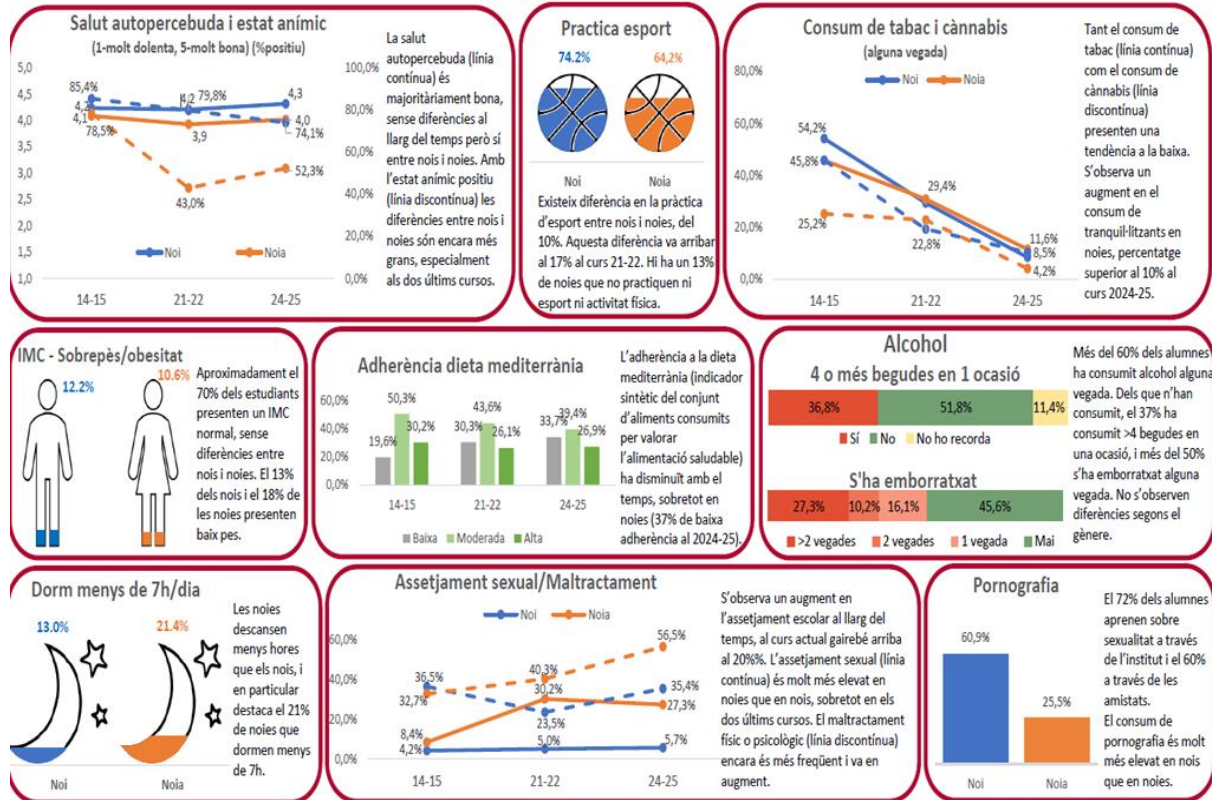 Salut autopercebuda i estat anímic
(1-molt dolenta, 5-molt bona) (%positiu)
5,0
4,5
4,0
3,5
3,0
2,5
2,0
1,5
1,0
100,0%
80,0%
60,0%
40,0%
20,0%
0,0%
85,4%
4,2
4,1
78,5%
4,2
79,8%
3,9
43,0%
4,3
4,0
74,1%
52,3%
Noi
Noia
14-15
21-22
24-25
La salut
autopercebuda (línia
contínua) és
majoritàriament bona,
sense diferències al
llarg del temps però sí
entre nois i noies. Amb
l'estat anímic positiu
(línia discontínua) les
diferències entre nois i
noies són encara més
grans, especialment
als dos últims cursos.
Practica esport
74.2%
64,2%
Noi
Noia
Existeix diferència en la pràctica
d'esport entre nois i noies, del
10%. Aquesta diferència va arribar
al 17% al curs 21-22. Hi ha un 13%
de noies que no practiquen ni
esport ni activitat física.
Consum de tabac i cànnabis
(alguna vegada)
Noi
Noia
80,0%
60,0%
40,0%
20,0%
0,0%
54,2%
45,8%
25,2%
29,4%
22,8%
11,6%
8,5%
4,2%
14-15
21-22
24-25
Tant el consum de
tabac (línia contínua)
com el consum de
cànnabis (línia
discontínua)
presenten una
tendència a la baixa.
S'observa un
augment en el
consum de
tranquil·litzants en
noies, percentatge
superior al 10% al
curs 2024-25.
IMC - Sobrepès/obesitat
12.2%
10.6%
Aproximadament el
70% dels estudiants
presenten un IMC
normal, sense
diferències entre
nois i noies. El 13%
dels nois i el 18% de
les noies presenten
baix pes.
Adherència dieta mediterrània
60,0%
40,0%
20,0%
0,0%
19,6%
50,3%
30,2%
30,3%
43,6%
26,1%
33,7%
39,4%
26,9%
14-15
21-22
24-25
Baixa
Moderada
Alta
L'adherència a la dieta
mediterrània (indicador
sintètic del conjunt
d'aliments consumits
per valorar
l'alimentació saludable)
ha disminuït amb el
temps, sobretot en
noies (37% de baixa
adherència al 2024-25).
Alcohol
4 o més begudes en 1 ocasió
36,8%
51,8%
11,4%
Sí
No
No ho recorda
S'ha emborratxat
27,3%
10,2%
16,1%
45,6%
>2 vegades
2 vegades
1 vegada
Mai
Més del 60% dels alumnes
ha consumit alcohol alguna
vegada. Dels que n'han
consumit, el 37% ha
consumit >4 begudes en
una ocasió, i més del 50%
s'ha emborratxat alguna
vegada. No s'observen
diferències segons el
gènere.
Dorm menys de 7h/dia
13.0%
21.4%
Noi
Noia
Les noies
descansen
menys hores
que els nois, i
en particular
destaca el 21%
de noies que
dormen menys
de 7h.
Assetjament sexual/Maltractament
Noi
Noia
60,0%
40,0%
20,0%
0,0%
36,5%
32,7%
8,4%
4,2%
40,3%
30,2%
23,5%
5,0%
56,5%
35,4%
27,3%
5,7%
14-15
21-22
24-25
S'observa un augment en
l'assetjament escolar al llarg del
temps, al curs actual gairebé arriba
al 20%%. L'assetjament sexual (línia
contínua) és molt més elevat en
noies que en nois, sobretot en els
dos últims cursos. El maltractament
físic o psicològic (línia discontínua)
encara és més freqüent i va en
augment.
Pornografia
60,9%
25,5%
Noi
Noia
El 72% dels alumnes
aprenen sobre
sexualitat a través
de l'institut i el 60%
a través de les
amistats.
El consum de
pornografia és molt
més elevat en nois
que en noies.